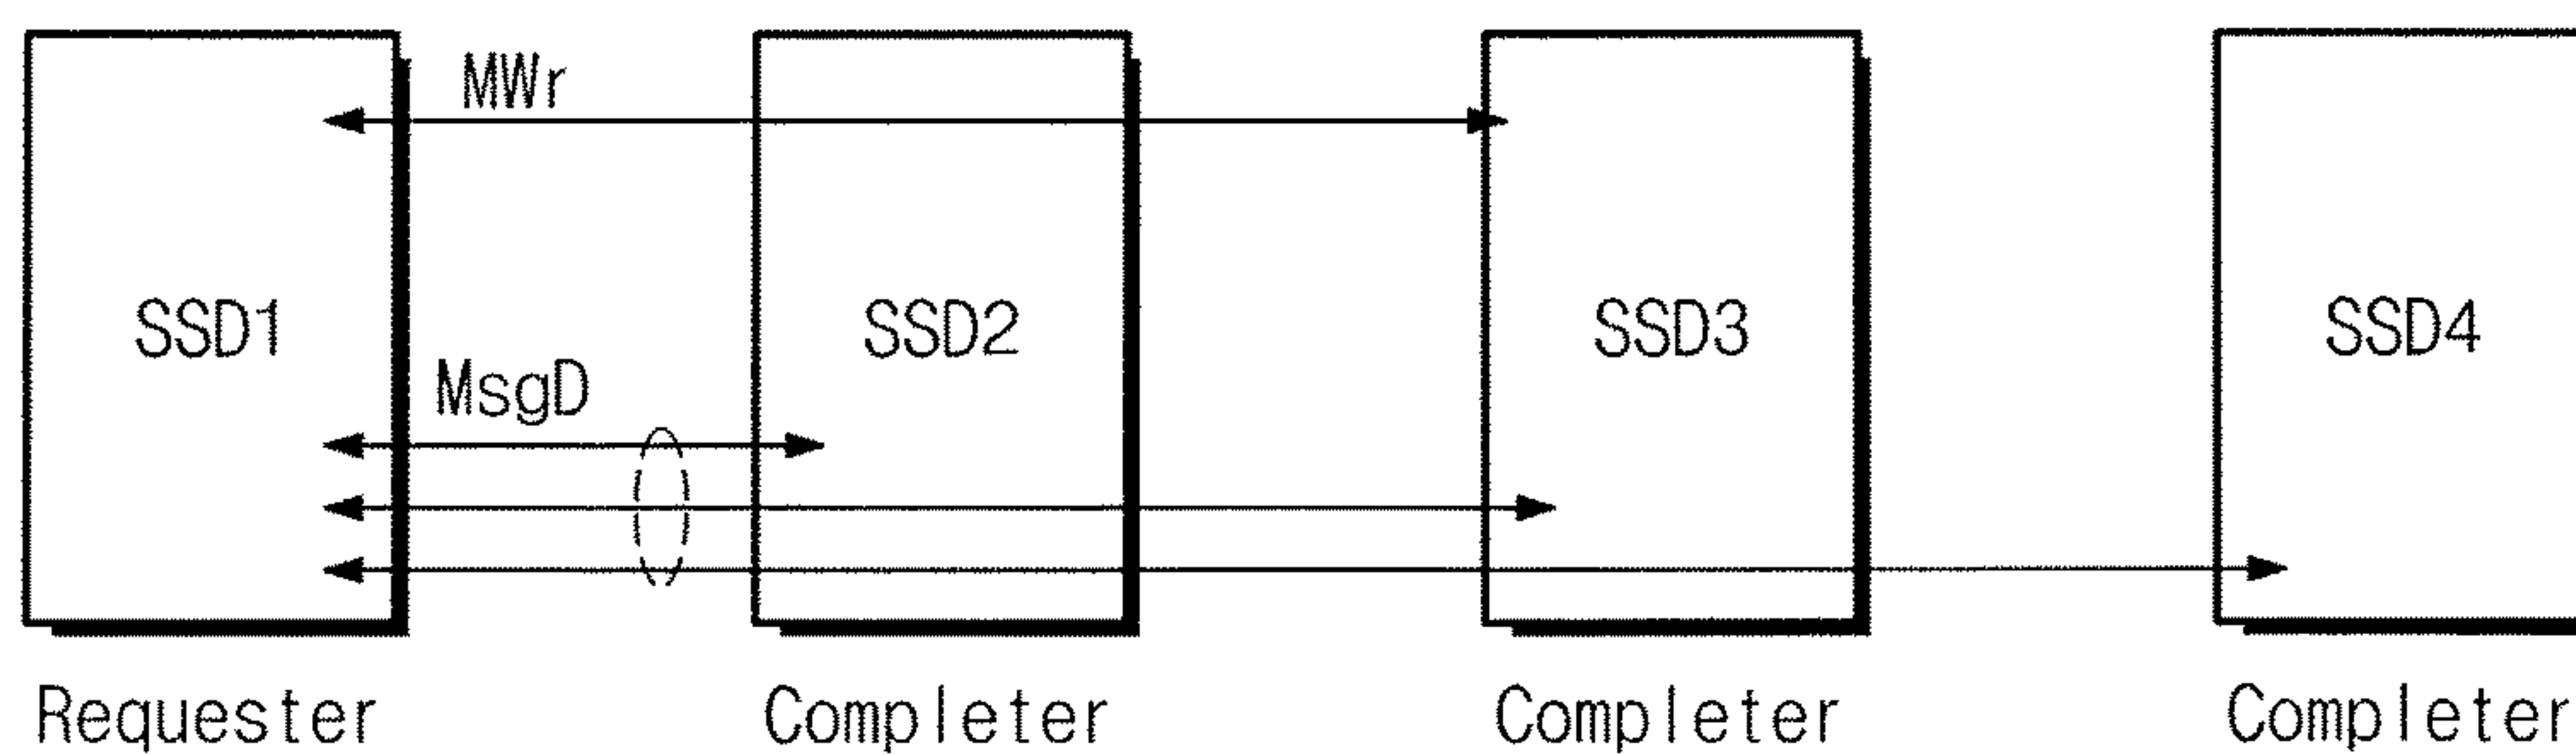 MWr
SSD1 SSD2 SSD3 SSD4
MsgD
Requester Completer Completer Completer